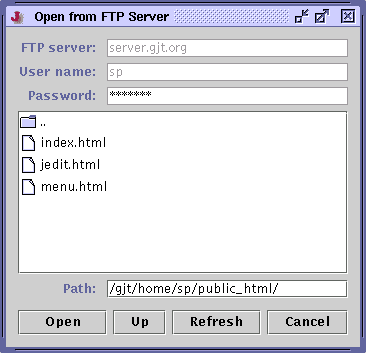 Open from FTP Server
FTP server: server.gjt.org
User name: sp
Password: *******
..
index.html
jedit.html
menu.html
Path: /gjt/home/sp/public_html/
Open Up Refresh Cancel